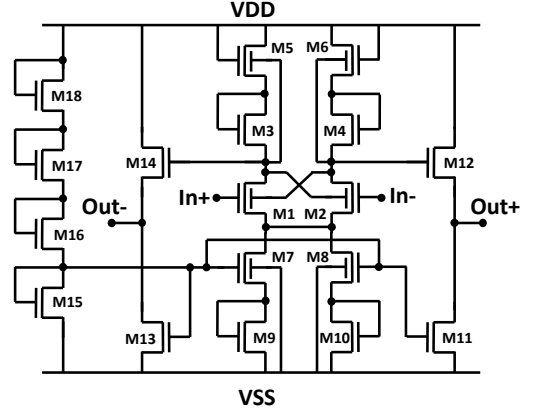 VDD
M5 M6
M18
M3 M4
M17 M14 M12
In+ In-
M1 M2
Out- Out+
M16
M7 M8
M15
M13 M9 M10 M11
VSS